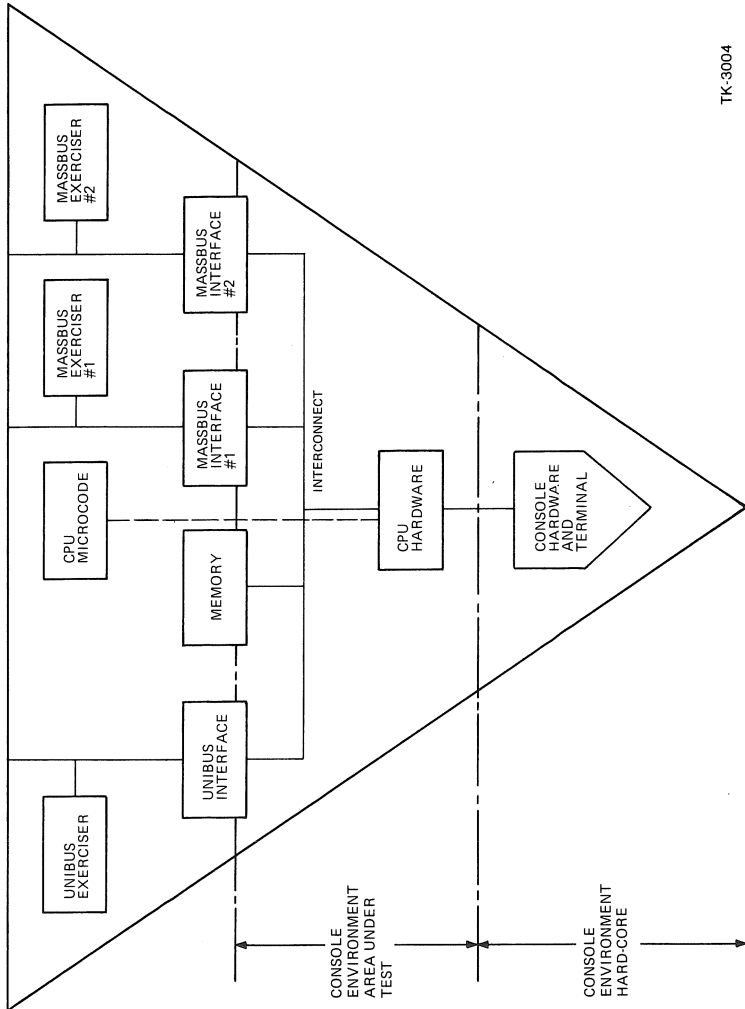 UNIBUS
EXERCISER
CPU
MICROCODE
MASSBUS
EXERCISER
#1
MASSBUS
EXERCISER
#2
UNIBUS
INTERFACE
MEMORY
MASSBUS
INTERFACE
#1
MASSBUS
INTERFACE
#2
INTERCONNECT
CONSOLE
ENVIRONMENT
AREA UNDER
TEST
CPU
HARDWARE
CONSOLE
ENVIRONMENT
HARD-CORE
CONSOLE
HARDWARE
AND
TERMINAL
TK-3004